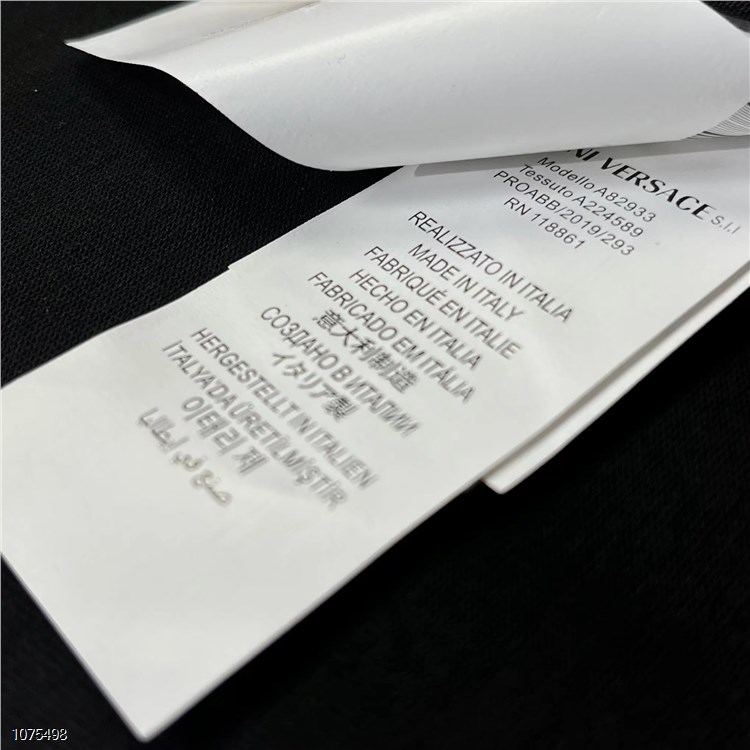 NI VERSACE S.I.I
Modello A82933
Tessuto A224589
PROABB/2019/293
RN 118861
REALIZZATO IN ITALIA
MADE IN ITALY
FABRIQUÉ EN ITALIE
HECHO EN ITALIA
FABRICADO EM ITÁLIA
意大利制造
СОЗДАНО В ИТАЛИИ
イタリア製
HERGESTELLT IN ITALIEN
İTALYA'DA ÜRETİLMİŞTİR
이태리제
صنع في إيطاليا
1075498